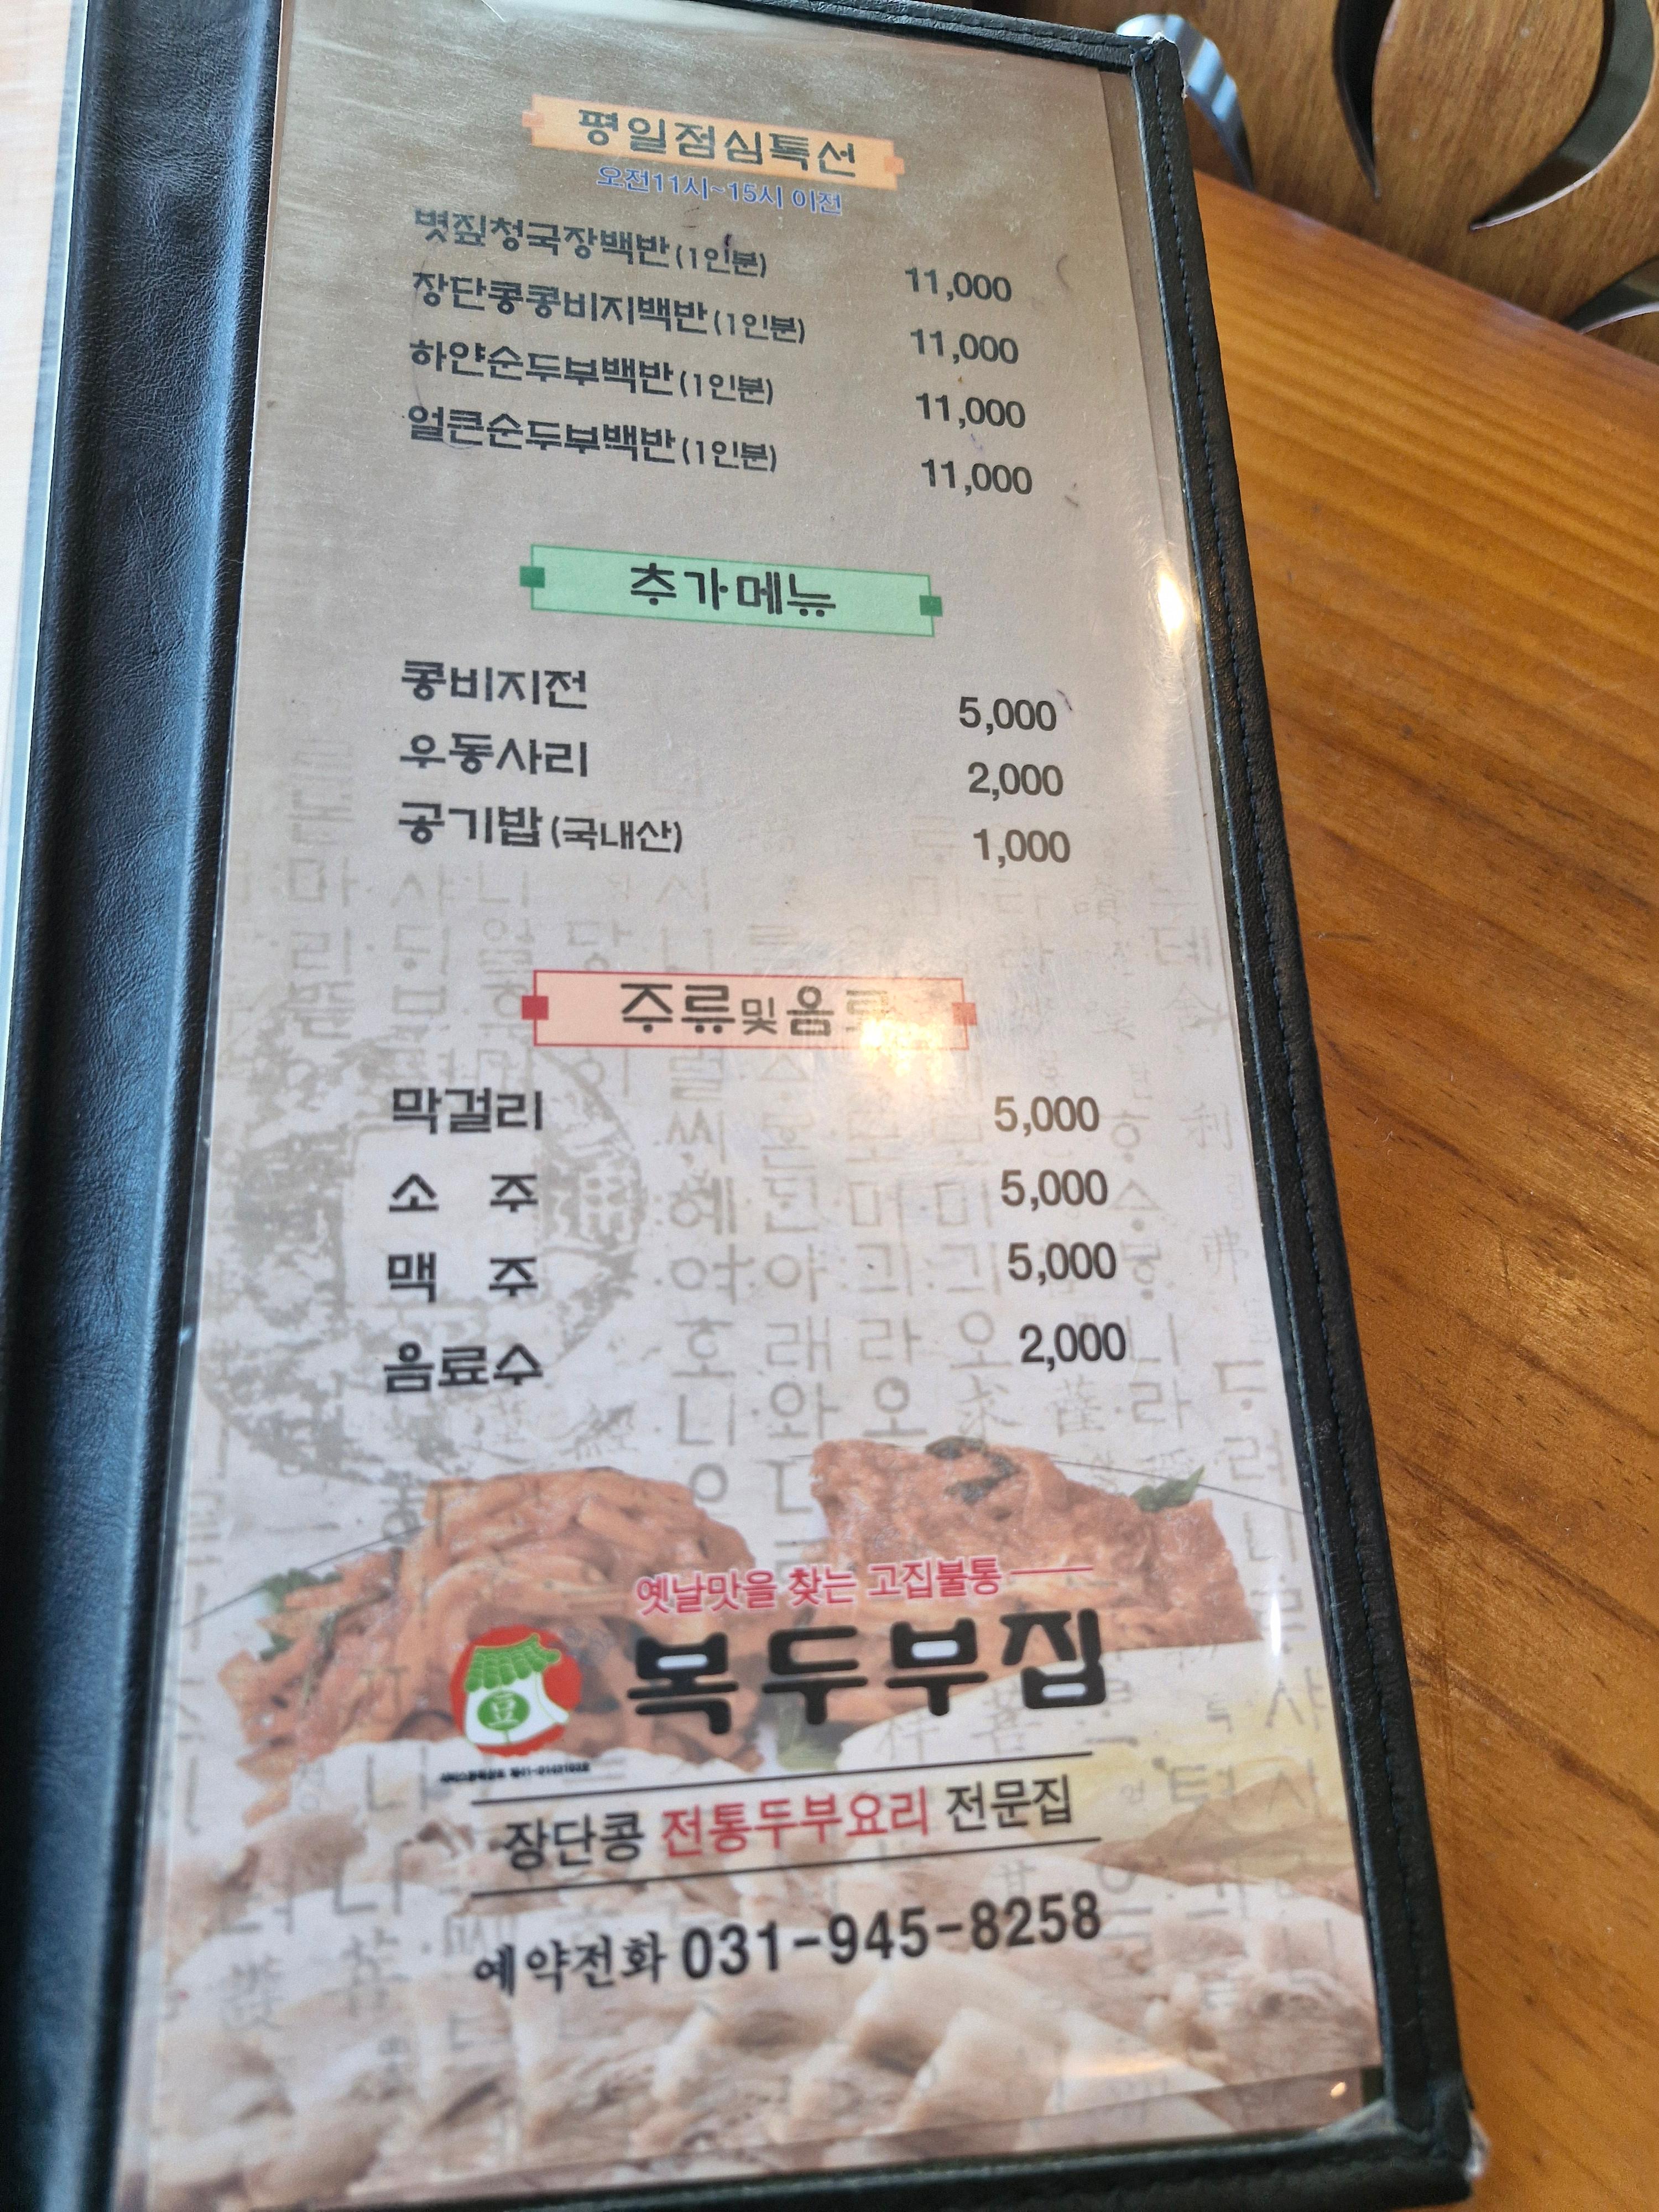 평일점심특선
오전11시~15시 이전
볏짚청국장백반(1인분) 11,000
장단콩콩비지백반(1인분) 11,000
하얀순두부백반(1인분) 11,000
얼큰순두부백반(1인분) 11,000
추가메뉴
콩비지전 5,000
우동사리 2,000
공기밥(국내산) 1,000
주류및음료
막걸리 5,000
소 주 5,000
맥 주 5,000
음료수 2,000
옛날맛을 찾는 고집불통
豆
복두부집
장단콩 전통두부요리 전문집
예약전화 031-945-8258